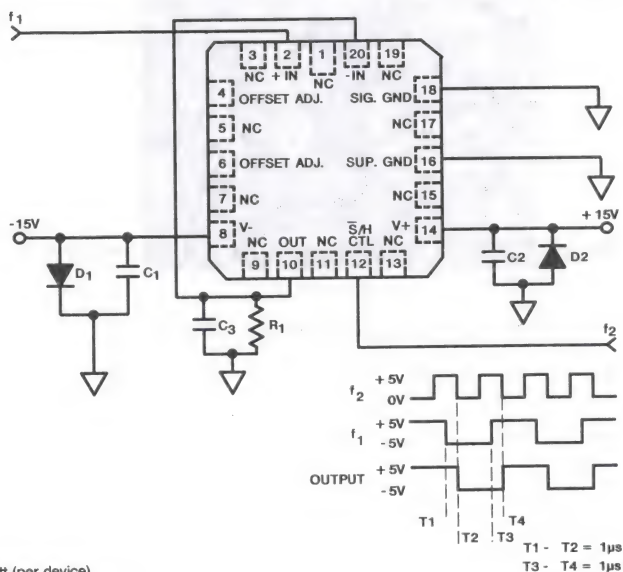 f1
3 2 1 20 19
NC + IN NC - IN NC
4 OFFSET ADJ.
SIG. GND 18
5 NC
NC 17
6 OFFSET ADJ.
SUP. GND 16
7 NC
NC 15
-15V
8 V-
V+ 14
+ 15V
NC OUT NC S̅/H CTL NC
9 10 11 12 13
D1
C1
C2
D2
C3
R1
f2
f2 + 5V
0V
f1 + 5V
- 5V
OUTPUT + 5V
- 5V
T1 T2 T3 T4
T1 - T2 = 1µs
T3 - T4 = 1µs
(per device)